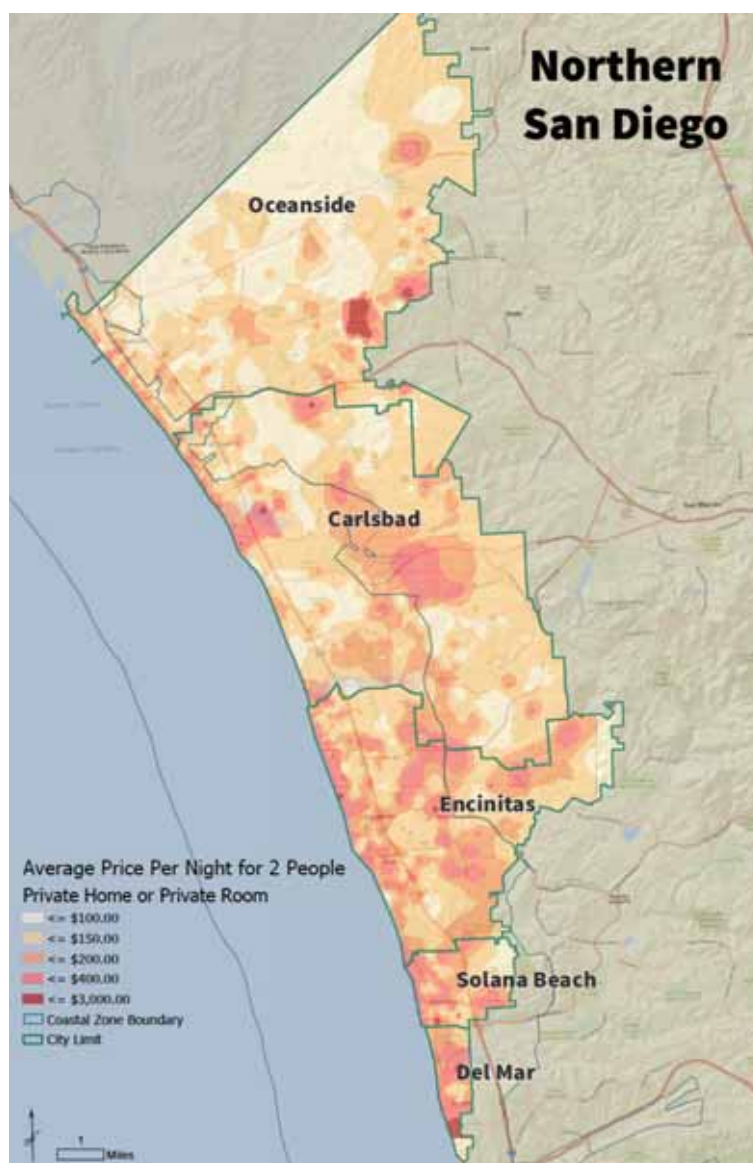 Northern
San Diego
Oceanside
Carlsbad
Encinitas
Average Price Per Night for 2 People
Private Home or Private Room
<= $100.00
<= $150.00
<= $200.00
<= $400.00
<= $3,000.00
Coastal Zone Boundary
City Limit
Solana Beach
Del Mar
1
Miles